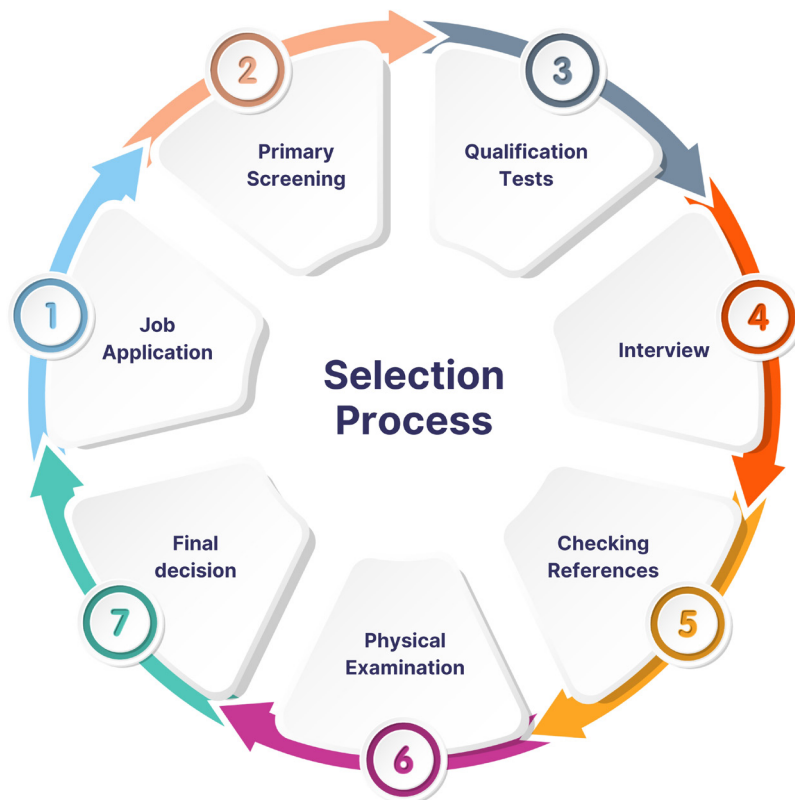 Selection
Process
1
Job
Application
2
Primary
Screening
3
Qualification
Tests
4
Interview
5
Checking
References
6
Physical
Examination
7
Final
decision